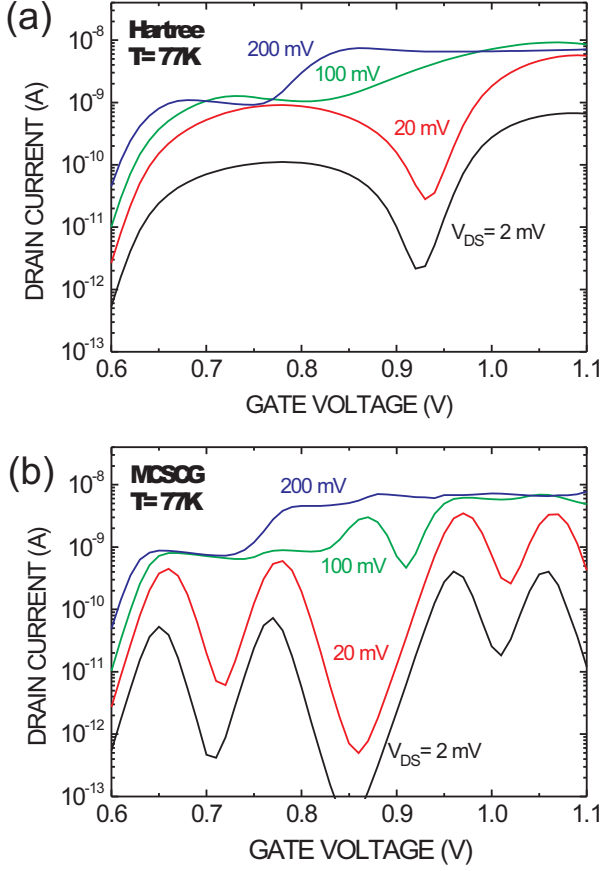 (a)
Hartree
T= 77K
200 mV
100 mV
20 mV
V_DS= 2 mV
DRAIN CURRENT (A)
10^-8
10^-9
10^-10
10^-11
10^-12
10^-13
0.6 0.7 0.8 0.9 1.0 1.1
GATE VOLTAGE (V)
(b)
MCSCG
T= 77K
200 mV
100 mV
20 mV
V_DS= 2 mV
DRAIN CURRENT (A)
10^-8
10^-9
10^-10
10^-11
10^-12
10^-13
0.6 0.7 0.8 0.9 1.0 1.1
GATE VOLTAGE (V)